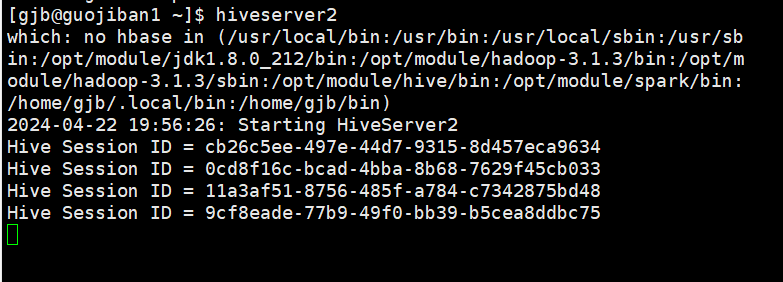 [gjb@guojiban1 ~]$ hiveserver2
which: no hbase in (/usr/local/bin:/usr/bin:/usr/local/sbin:/usr/sb
in:/opt/module/jdk1.8.0_212/bin:/opt/module/hadoop-3.1.3/bin:/opt/m
odule/hadoop-3.1.3/sbin:/opt/module/hive/bin:/opt/module/spark/bin:
/home/gjb/.local/bin:/home/gjb/bin)
2024-04-22 19:56:26: Starting HiveServer2
Hive Session ID = cb26c5ee-497e-44d7-9315-8d457eca9634
Hive Session ID = 0cd8f16c-bcad-4bba-8b68-7629f45cb033
Hive Session ID = 11a3af51-8756-485f-a784-c7342875bd48
Hive Session ID = 9cf8eade-77b9-49f0-bb39-b5cea8ddbc75